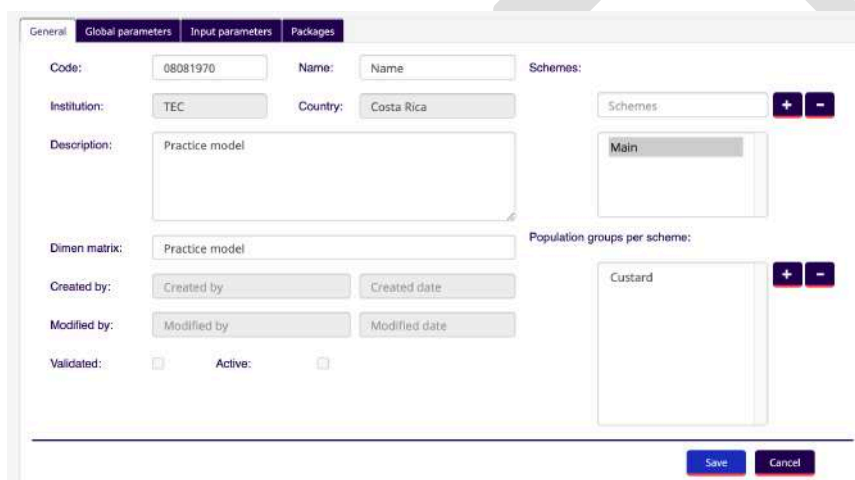 General Global parameters Input parameters Packages
Code: 08081970 Name: Name Schemes:
Institution: TEC Country: Costa Rica Schemes + -
Description: Practice model Main
Dimen matrix: Practice model Population groups per scheme:
Created by: Created by Created date Custard + -
Modified by: Modified by Modified date
Validated: Active:
Save Cancel